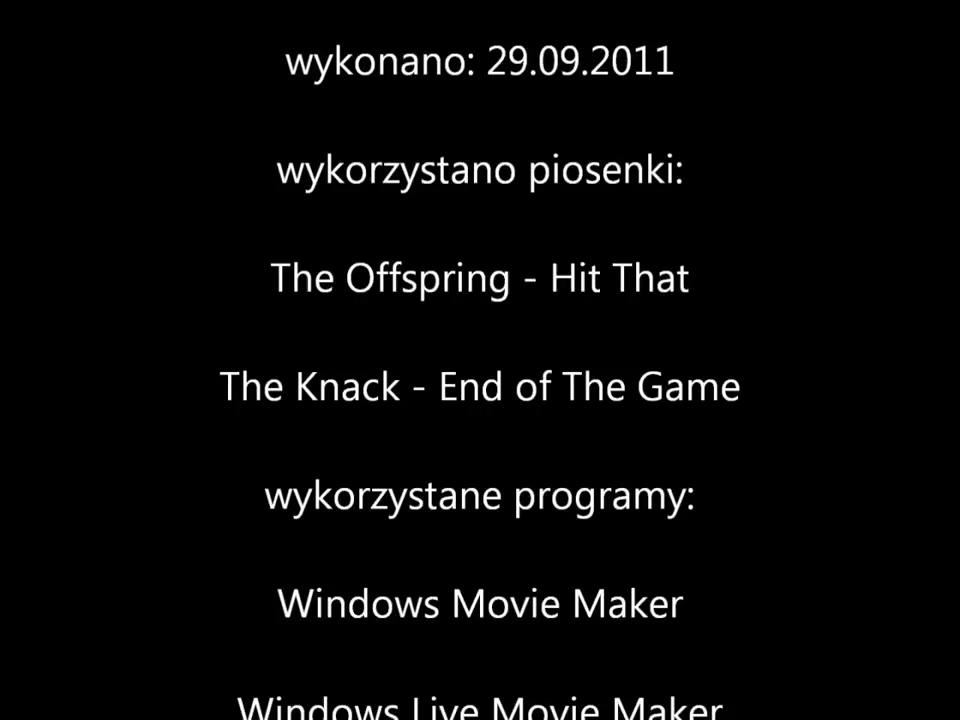 wykonano: 29.09.2011
wykorzystano piosenki:
The Offspring - Hit That
The Knack - End of The Game
wykorzystane programy:
Windows Movie Maker
Windows Live Movie Maker